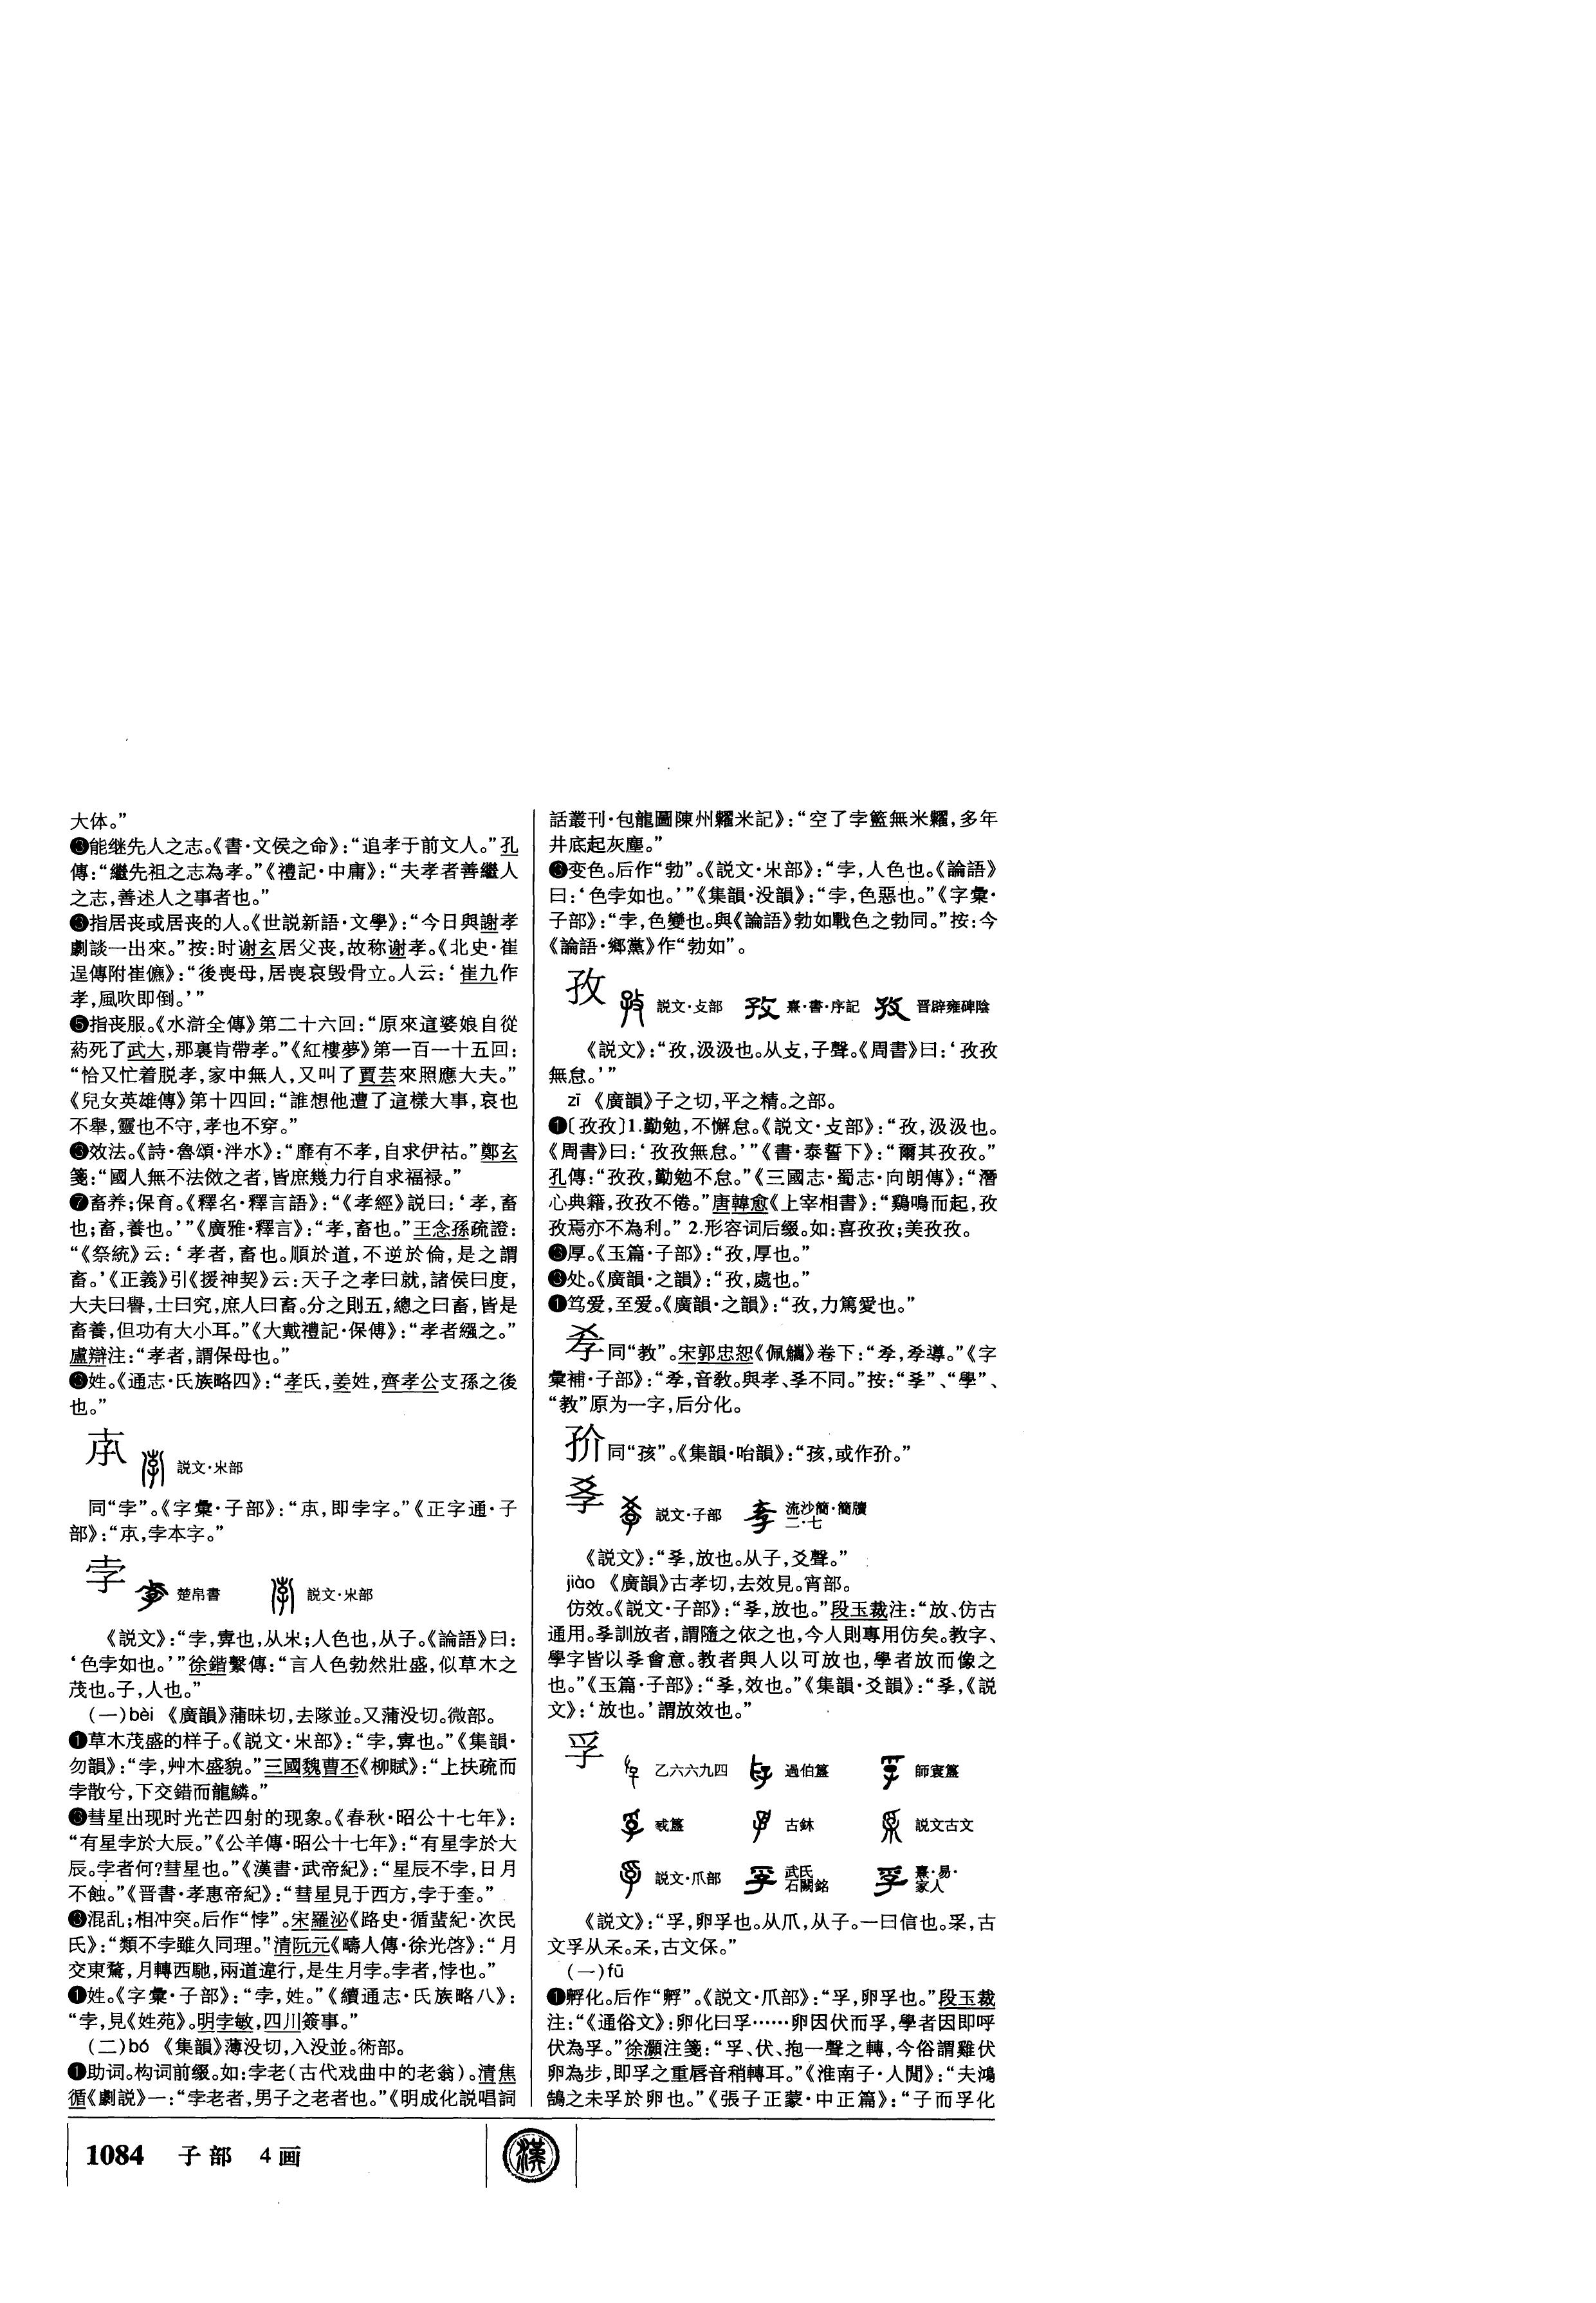 大体。”
❸能继先人之志。《書·文侯之命》：“追孝于前文人。”孔
傳：“繼先祖之志為孝。”《禮記·中庸》：“夫孝者善繼人
之志，善述人之事者也。”
❸指居丧或居丧的人。《世説新語·文學》：“今日與謝孝
劇談一出來。”按：时谢玄居父丧，故称谢孝。《北史·崔
逞傳附崔儦》：“後喪母，居喪哀毁骨立。人云：‘崔九作
孝，風吹即倒。’”
❺指丧服。《水滸全傳》第二十六回：“原來這婆娘自從
葯死了武大，那裏肯帶孝。”《紅樓夢》第一百一十五回：
“恰又忙着脱孝，家中無人，又叫了賈芸來照應大夫。”
《兒女英雄傳》第十四回：“誰想他遭了這樣大事，哀也
不舉，靈也不守，孝也不穿。”
❸效法。《詩·魯頌·泮水》：“靡有不孝，自求伊祜。”鄭玄
箋：“國人無不法傚之者，皆庶幾力行自求福禄。”
❼畜养；保育。《釋名·釋言語》：“《孝經》説曰：‘孝，畜
也；畜，養也。’”《廣雅·釋言》：“孝，畜也。”王念孫疏證：
“《祭統》云：‘孝者，畜也。順於道，不逆於倫，是之謂
畜。’《正義》引《援神契》云：天子之孝曰就，諸侯曰度，
大夫曰譽，士曰究，庶人曰畜。分之則五，總之曰畜，皆是
畜養，但功有大小耳。”《大戴禮記·保傅》：“孝者繦之。”
盧辯注：“孝者，謂保母也。”
❸姓。《通志·氏族略四》：“孝氏，姜姓，齊孝公支孫之後
也。”
𣎵 説文·𣎵部
同“孛”。《字彙·子部》：“，即孛字。”《正字通·子
部》：“，孛本字。”
孛 楚帛書 説文·𣎵部
《説文》：“孛，𡴫也，从𣎵；人色也，从子。《論語》曰：
‘色孛如也。’”徐鍇繫傳：“言人色勃然壯盛，似草木之
茂也。子，人也。”
（一）bèi 《廣韻》蒲昧切，去隊並。又蒲没切。微部。
❶草木茂盛的样子。《説文·𣎵部》：“孛，𡴫也。”《集韻·
勿韻》：“孛，艸木盛貌。”三國魏曹丕《柳賦》：“上扶疏而
孛散兮，下交錯而龍鱗。”
❸彗星出现时光芒四射的现象。《春秋·昭公十七年》：
“有星孛於大辰。”《公羊傳·昭公十七年》：“有星孛於大
辰。孛者何？彗星也。”《漢書·武帝紀》：“星辰不孛，日月
不蝕。”《晋書·孝惠帝紀》：“彗星見于西方，孛于奎。”
❸混乱；相冲突。后作“悖”。宋羅泌《路史·循蜚紀·次民
氏》：“類不孛雖久同理。”清阮元《疇人傳·徐光啓》：“月
交東騖，月轉西馳，兩道違行，是生月孛。孛者，悖也。”
❶姓。《字彙·子部》：“孛，姓。”《續通志·氏族略八》：
“孛，見《姓苑》。明孛敏，四川簽事。”
（二）bó 《集韻》薄没切，入没並。術部。
❶助词。构词前缀。如：孛老（古代戏曲中的老翁）。清焦
循《劇説》一：“孛老者，男子之老者也。”《明成化説唱詞
話叢刊·包龍圖陳州糶米記》：“空了孛籃無米糶，多年
井底起灰塵。”
❸变色。后作“勃”。《説文·𣎵部》：“孛，人色也。《論語》
曰：‘色孛如也。’”《集韻·没韻》：“孛，色惡也。”《字彙·
子部》：“孛，色變也。與《論語》勃如戰色之勃同。”按：今
《論語·鄉黨》作“勃如”。
孜 説文·攴部 熹·書·序記 晋辟雍碑陰
《説文》：“孜，汲汲也。从攴，子聲。《周書》曰：‘孜孜
無怠。’”
zī 《廣韻》子之切，平之精。之部。
❶〔孜孜〕1.勤勉，不懈怠。《説文·攴部》：“孜，汲汲也。
《周書》曰：‘孜孜無怠。’”《書·泰誓下》：“爾其孜孜。”
孔傳：“孜孜，勤勉不怠。”《三國志·蜀志·向朗傳》：“潛
心典籍，孜孜不倦。”唐韓愈《上宰相書》：“鷄鳴而起，孜
孜焉亦不為利。” 2.形容词后缀。如：喜孜孜；美孜孜。
❸厚。《玉篇·子部》：“孜，厚也。”
❸处。《廣韻·之韻》：“孜，處也。”
❶笃爱，至爱。《廣韻·之韻》：“孜，力篤愛也。”
𡥉同“教”。宋郭忠恕《佩觿》卷下：“，導。”《字
彙補·子部》：“，音敎。與孝、𡥈不同。”按：“𡥈”、“學”、
“教”原为一字，后分化。
𡥘同“孩”。《集韻·咍韻》：“孩，或作。”
𡥈 説文·子部 流沙簡·簡牘二·七
《説文》：“𡥈，放也。从子，爻聲。”
jiào 《廣韻》古孝切，去效見。宵部。
仿效。《説文·子部》：“𡥈，放也。”段玉裁注：“放、仿古
通用。𡥈訓放者，謂隨之依之也，今人則專用仿矣。教字、
學字皆以𡥈會意。教者與人以可放也，學者放而像之
也。”《玉篇·子部》：“𡥈，效也。”《集韻·爻韻》：“𡥈，《説
文》：‘放也。’謂放效也。”
孚 乙六六九四 過伯簋 師寰簋
㦰簋 古鉢 説文古文
説文·爪部 武氏石闕銘 熹·易·家人
《説文》：“孚，卵孚也。从爪，从子。一曰信也。𤓽，古
文孚从𣎼。𣎼，古文保。”
（一）fū
❶孵化。后作“孵”。《説文·爪部》：“孚，卵孚也。”段玉裁
注：“《通俗文》：卵化曰孚……卵因伏而孚，學者因即呼
伏為孚。”徐灝注箋：“孚、伏、抱一聲之轉，今俗謂雞伏
卵為步，即孚之重唇音稍轉耳。”《淮南子·人閒》：“夫鴻
鵠之未孚於卵也。”《張子正蒙·中正篇》：“子而孚化
1084 子部 4画
漢